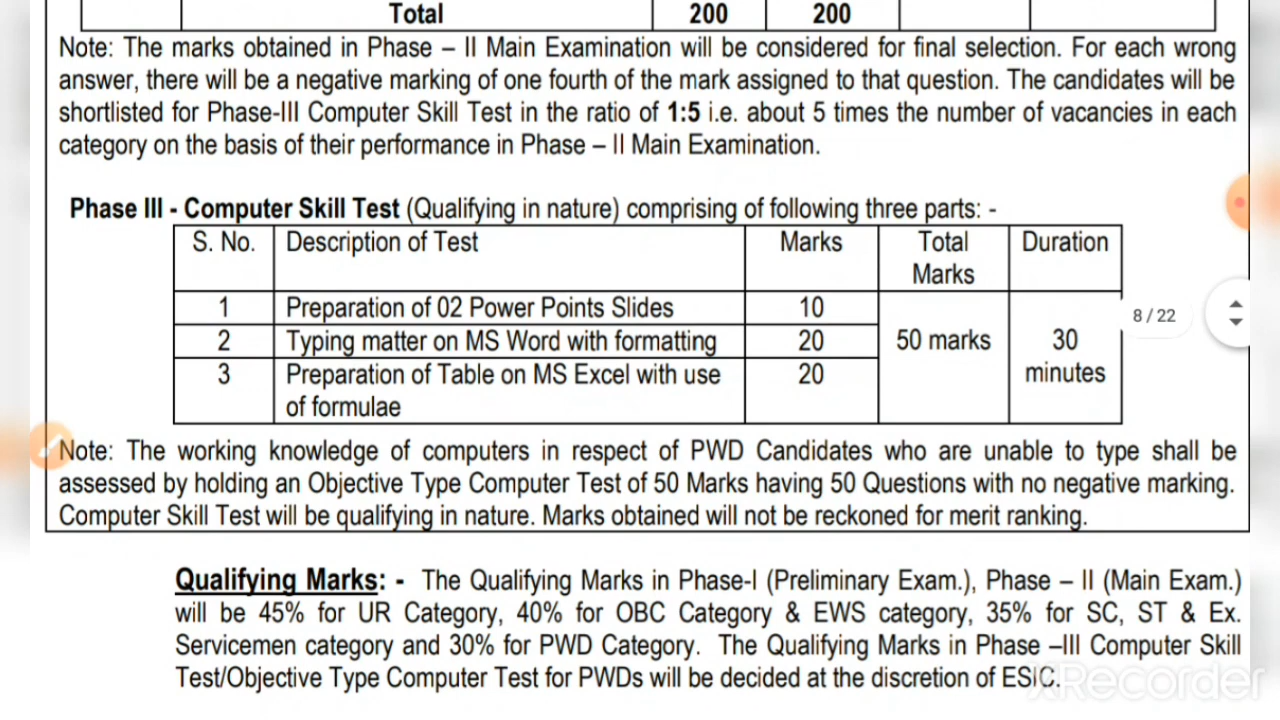 Total 200 200
Note: The marks obtained in Phase – II Main Examination will be considered for final selection. For each wrong
answer, there will be a negative marking of one fourth of the mark assigned to that question. The candidates will be
shortlisted for Phase-III Computer Skill Test in the ratio of 1:5 i.e. about 5 times the number of vacancies in each
category on the basis of their performance in Phase – II Main Examination.
Phase III - Computer Skill Test (Qualifying in nature) comprising of following three parts: -
S. No. Description of Test Marks Total Duration
Marks
1 Preparation of 02 Power Points Slides 10
2 Typing matter on MS Word with formatting 20 50 marks 30
3 Preparation of Table on MS Excel with use 20 minutes
of formulae
8 / 22
Note: The working knowledge of computers in respect of PWD Candidates who are unable to type shall be
assessed by holding an Objective Type Computer Test of 50 Marks having 50 Questions with no negative marking.
Computer Skill Test will be qualifying in nature. Marks obtained will not be reckoned for merit ranking.
Qualifying Marks: - The Qualifying Marks in Phase-I (Preliminary Exam.), Phase – II (Main Exam.)
will be 45% for UR Category, 40% for OBC Category & EWS category, 35% for SC, ST & Ex.
Servicemen category and 30% for PWD Category. The Qualifying Marks in Phase –III Computer Skill
Test/Objective Type Computer Test for PWDs will be decided at the discretion of ESIC.
XRecorder